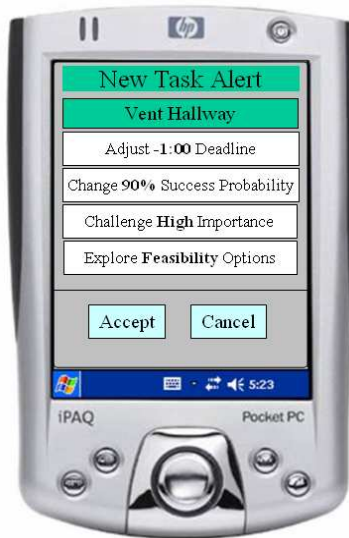 hp
New Task Alert
Vent Hallway
Adjust -1:00 Deadline
Change 90% Success Probability
Challenge High Importance
Explore Feasibility Options
Accept Cancel
5:23
iPAQ Pocket PC